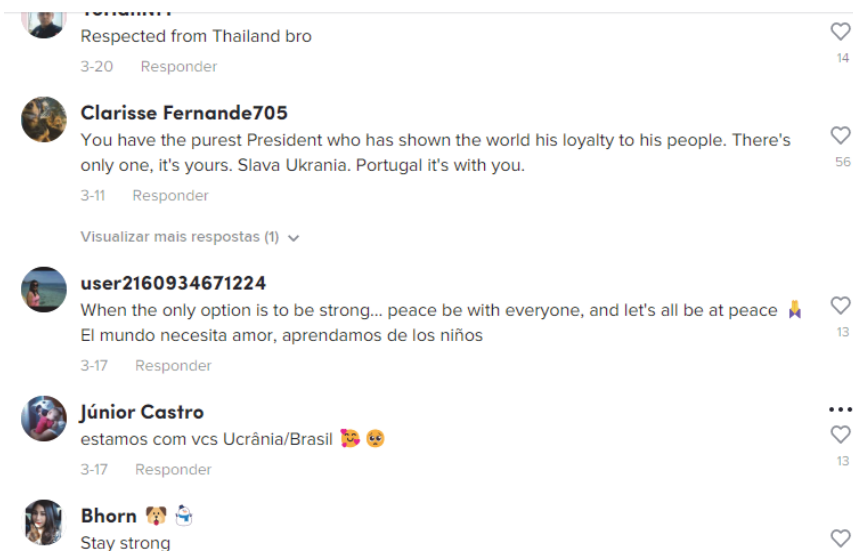 Respected from Thailand bro
14
3-20 Responder
Clarisse Fernande705
You have the purest President who has shown the world his loyalty to his people. There's
only one, it's yours. Slava Ukrania. Portugal it's with you.
56
3-11 Responder
Visualizar mais respostas (1)
user2160934671224
When the only option is to be strong... peace be with everyone, and let's all be at peace
El mundo necesita amor, aprendamos de los niños
13
3-17 Responder
Júnior Castro
estamos com vcs Ucrânia/Brasil 🥰 🥺
13
3-17 Responder
Bhorn 🐶 ⛄
Stay strong